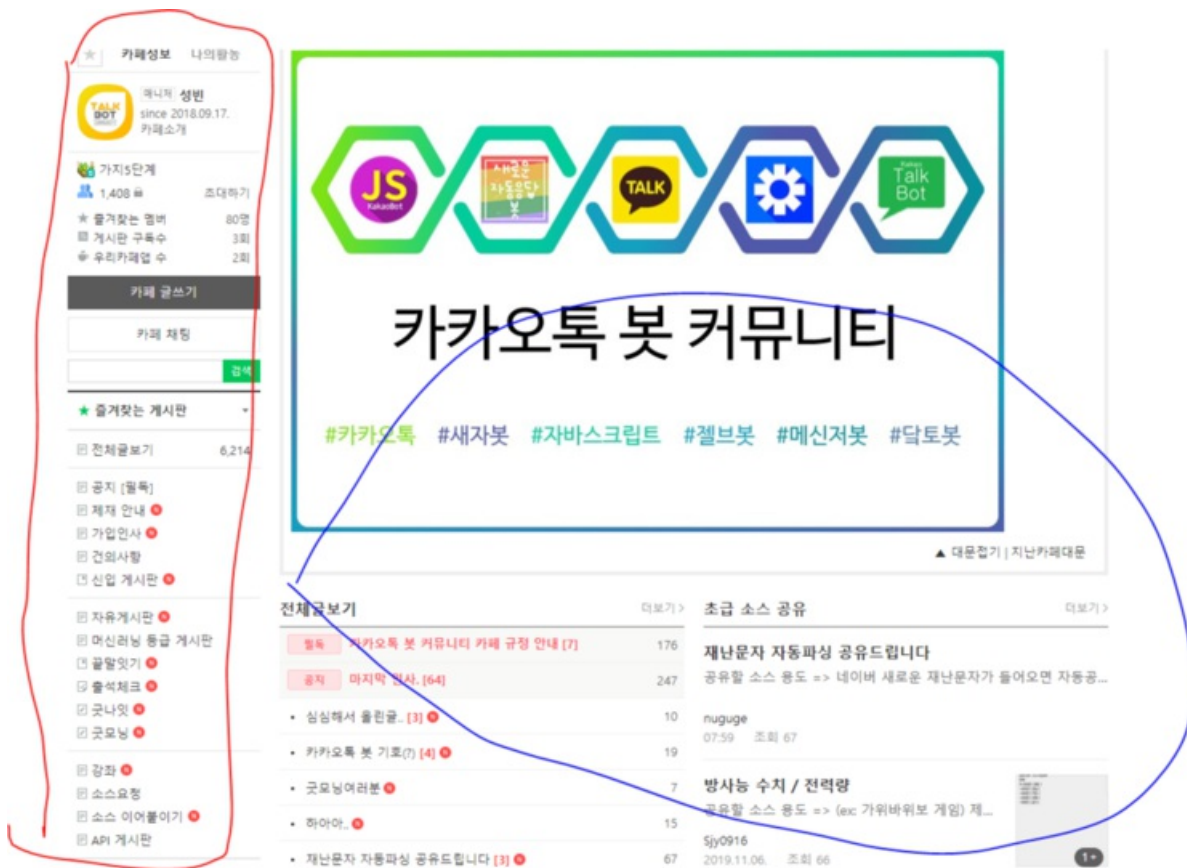 카페정보 나의활동
TALK
BOT
매니저 성빈
since 2018.09.17.
카페소개
가지5단계
1,408 초대하기
즐겨찾는 멤버 80명
게시판 구독수 3회
우리카페앱 수 2회
카페 글쓰기
카페 채팅
검색
즐겨찾는 게시판
전체글보기 6,214
공지 [필독]
제재 안내 N
가입인사 N
건의사항
신입 게시판 N
자유게시판 N
머신러닝 등급 게시판
끝말잇기 N
출석체크 N
굿나잇 N
굿모닝 N
강좌 N
소스요청
소스 이어붙이기 N
API 게시판
JS
KakaoBot
새로운
자동응답
봇
TALK
Kakao
Talk
Bot
카카오톡 봇 커뮤니티
#카카오톡 #새자봇 #자바스크립트 #젤브봇 #메신저봇 #닼토봇
▲ 대문접기 | 지난카페대문
전체글보기 더보기 >
필독 카카오톡 봇 커뮤니티 카페 규정 안내 [7] 176
공지 마지막 인사. [64] 247
• 심심해서 올린글.. [3] N 10
• 카카오톡 봇 기호(?) [4] N 19
• 굿모닝여러분 N 7
• 하아아.. N 15
• 재난문자 자동파싱 공유드립니다 [3] N 67
초급 소스 공유 더보기 >
재난문자 자동파싱 공유드립니다
공유할 소스 용도 => 네이버 새로운 재난문자가 들어오면 자동공...
nuguge
07:59 조회 67
방사능 수치 / 전력량
공유할 소스 용도 => (ex: 가위바위보 게임) 제...
Sjy0916
2019.11.06. 조회 66
1+